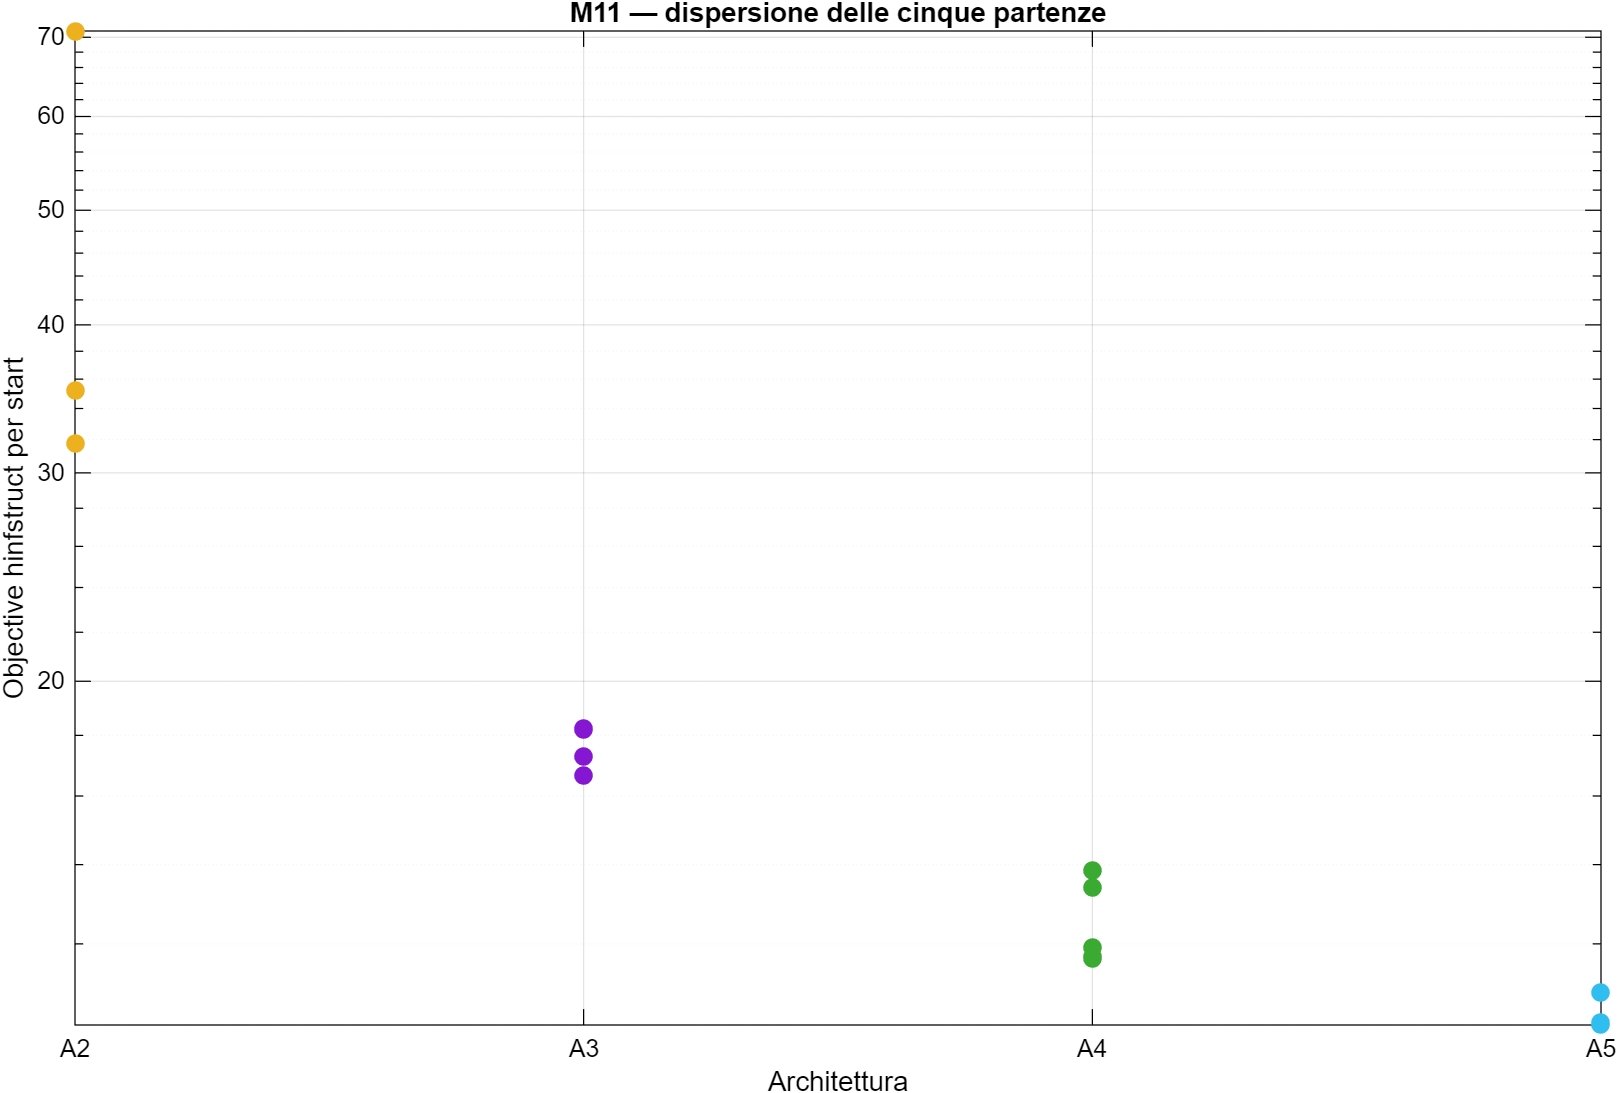 M11 — dispersione delle cinque partenze
70
60
50
40
30
20
Objective hinfstruct per start
A2
A3
A4
A5
Architettura